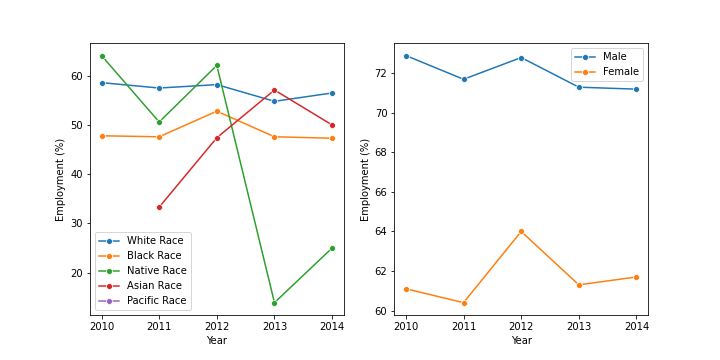 Employment (%)
60
50
40
30
20
White Race
Black Race
Native Race
Asian Race
Pacific Race
2010 2011 2012 2013 2014
Year
Employment (%)
72
70
68
66
64
62
60
Male
Female
2010 2011 2012 2013 2014
Year